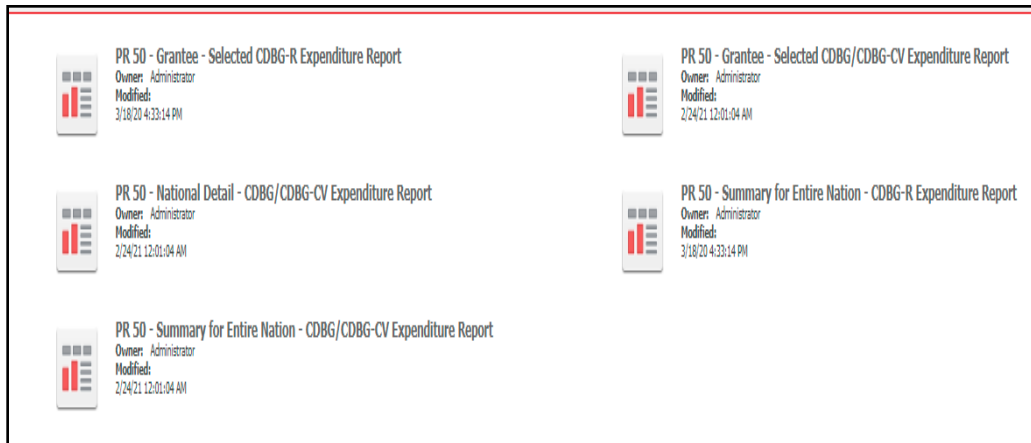 PR 50 - Grantee - Selected CDBG-R Expenditure Report
Owner: Administrator
Modified:
3/18/20 4:33:14 PM
PR 50 - Grantee - Selected CDBG/CDBG-CV Expenditure Report
Owner: Administrator
Modified:
2/24/21 12:01:04 AM
PR 50 - National Detail - CDBG/CDBG-CV Expenditure Report
Owner: Administrator
Modified:
2/24/21 12:01:04 AM
PR 50 - Summary for Entire Nation - CDBG-R Expenditure Report
Owner: Administrator
Modified:
3/18/20 4:33:14 PM
PR 50 - Summary for Entire Nation - CDBG/CDBG-CV Expenditure Report
Owner: Administrator
Modified:
2/24/21 12:01:04 AM